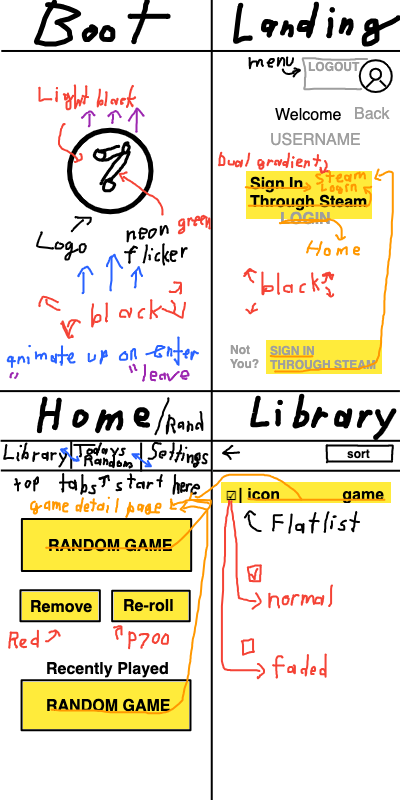 Boot
Light black
Logo
neon green
flicker
black
animate up on Enter
" " leave
Landing
menu
LOGOUT
Welcome Back
USERNAME
Dual gradient
Sign In
Through Steam
Steam
Login
LOGIN
Home
black
Not
You?
SIGN IN
THROUGH STEAM
Home/Rand
Library
Todays
Random
Settings
top tabs start here
game detail page
RANDOM GAME
Remove
Re-roll
Red
P700
Recently Played
RANDOM GAME
Library
sort
icon game
Flatlist
normal
faded